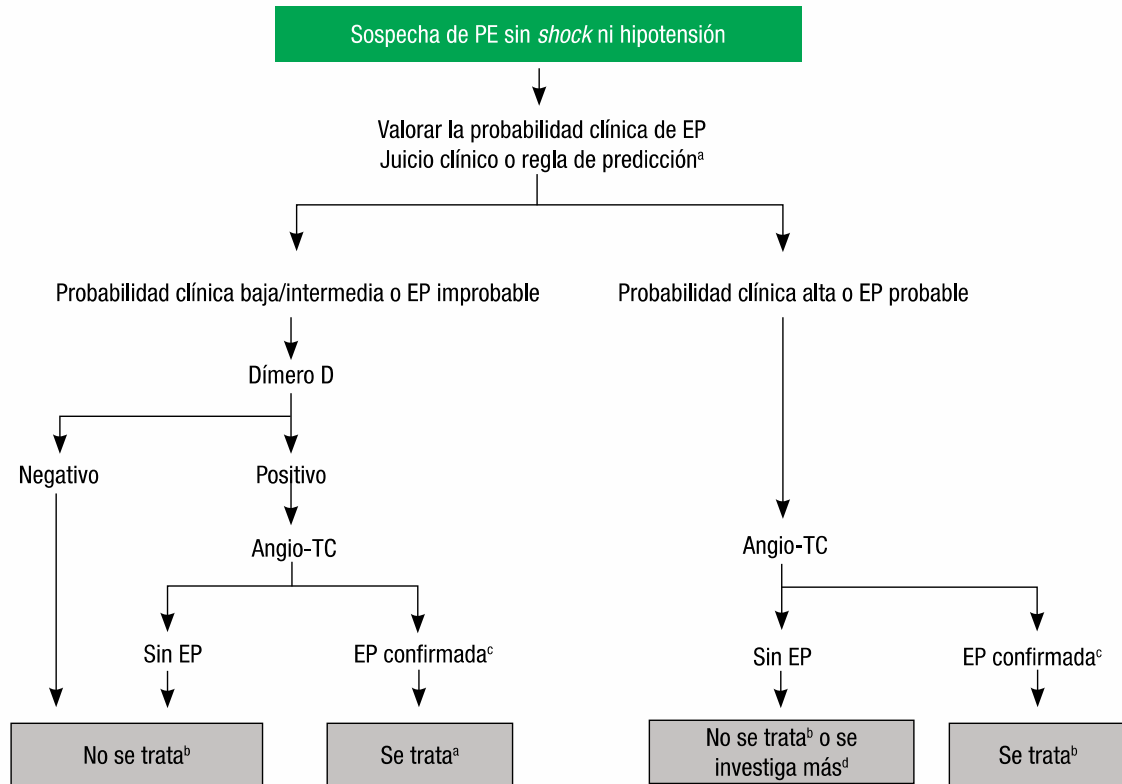 Sospecha de PE sin shock ni hipotensión
Valorar la probabilidad clínica de EP
Juicio clínico o regla de predicciónᵃ
Probabilidad clínica baja/intermedia o EP improbable
Probabilidad clínica alta o EP probable
Dímero D
Negativo
Positivo
Angio-TC
Angio-TC
Sin EP
EP confirmadaᶜ
Sin EP
EP confirmadaᶜ
No se trataᵇ
Se trataᵃ
No se trataᵇ o se
investiga másᵈ
Se trataᵇ